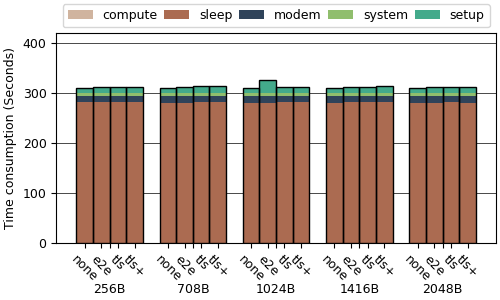 compute sleep modem system setup
Time consumption (Seconds)
400
300
200
100
0
none e2e tls tls+ none e2e tls tls+ none e2e tls tls+ none e2e tls tls+ none e2e tls tls+
256B 708B 1024B 1416B 2048B